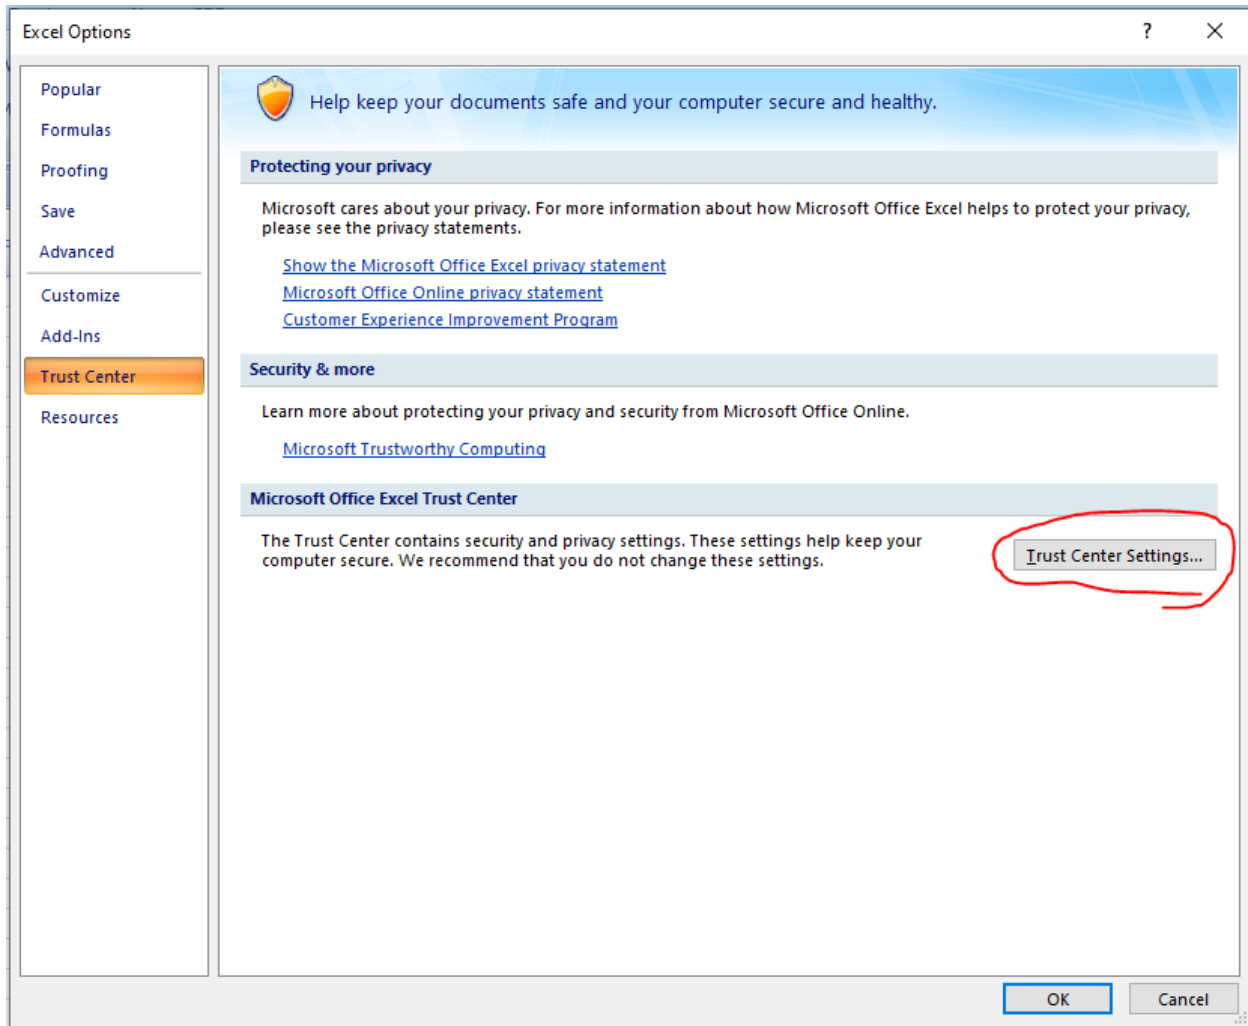 Excel Options
?
Popular
Formulas
Proofing
Save
Advanced
Customize
Add-Ins
Trust Center
Resources
Help keep your documents safe and your computer secure and healthy.
Protecting your privacy
Microsoft cares about your privacy. For more information about how Microsoft Office Excel helps to protect your privacy,
please see the privacy statements.
Show the Microsoft Office Excel privacy statement
Microsoft Office Online privacy statement
Customer Experience Improvement Program
Security & more
Learn more about protecting your privacy and security from Microsoft Office Online.
Microsoft Trustworthy Computing
Microsoft Office Excel Trust Center
The Trust Center contains security and privacy settings. These settings help keep your
computer secure. We recommend that you do not change these settings.
Trust Center Settings...
OK
Cancel